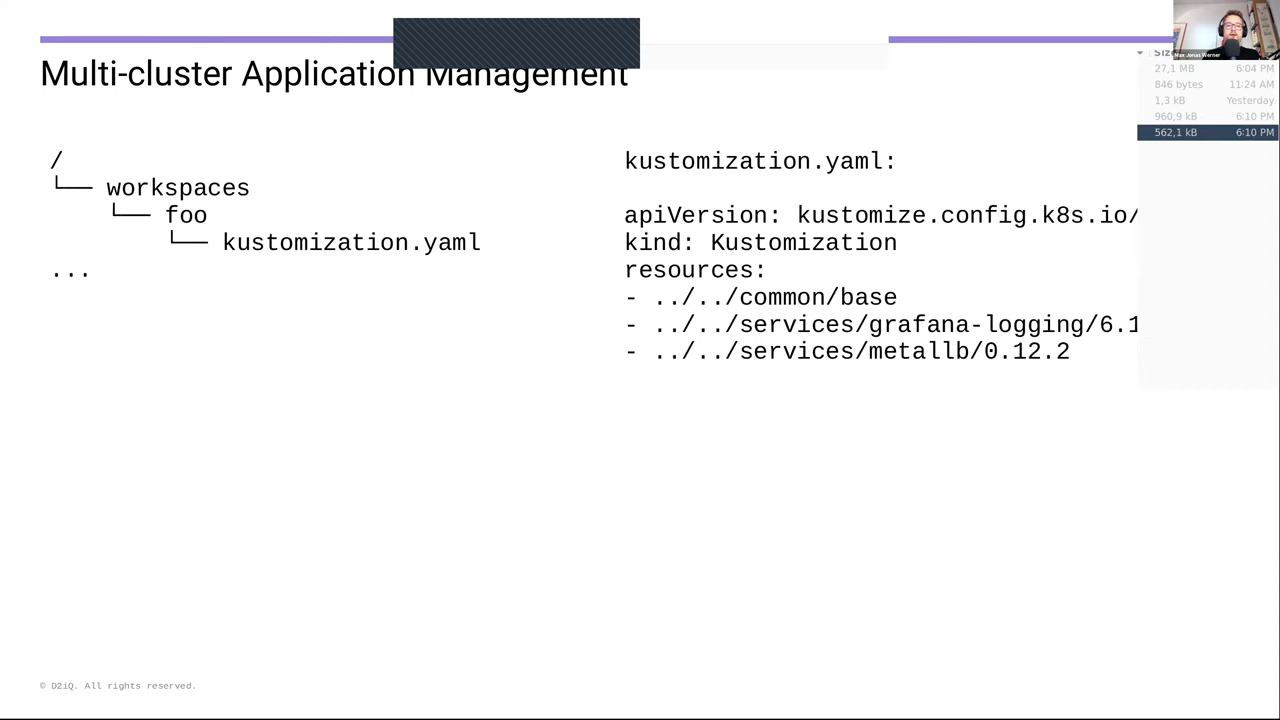 Multi-cluster Application Management
/
└── workspaces
└── foo
└── kustomization.yaml
...
kustomization.yaml:
apiVersion: kustomize.config.k8s.io/
kind: Kustomization
resources:
- ../../common/base
- ../../services/grafana-logging/6.1
- ../../services/metallb/0.12.2
Max Jonas Werner
27,1 MB 6:04 PM
846 bytes 11:24 AM
1,3 kB Yesterday
960,9 kB 6:10 PM
562,1 kB 6:10 PM
© D2iQ. All rights reserved.